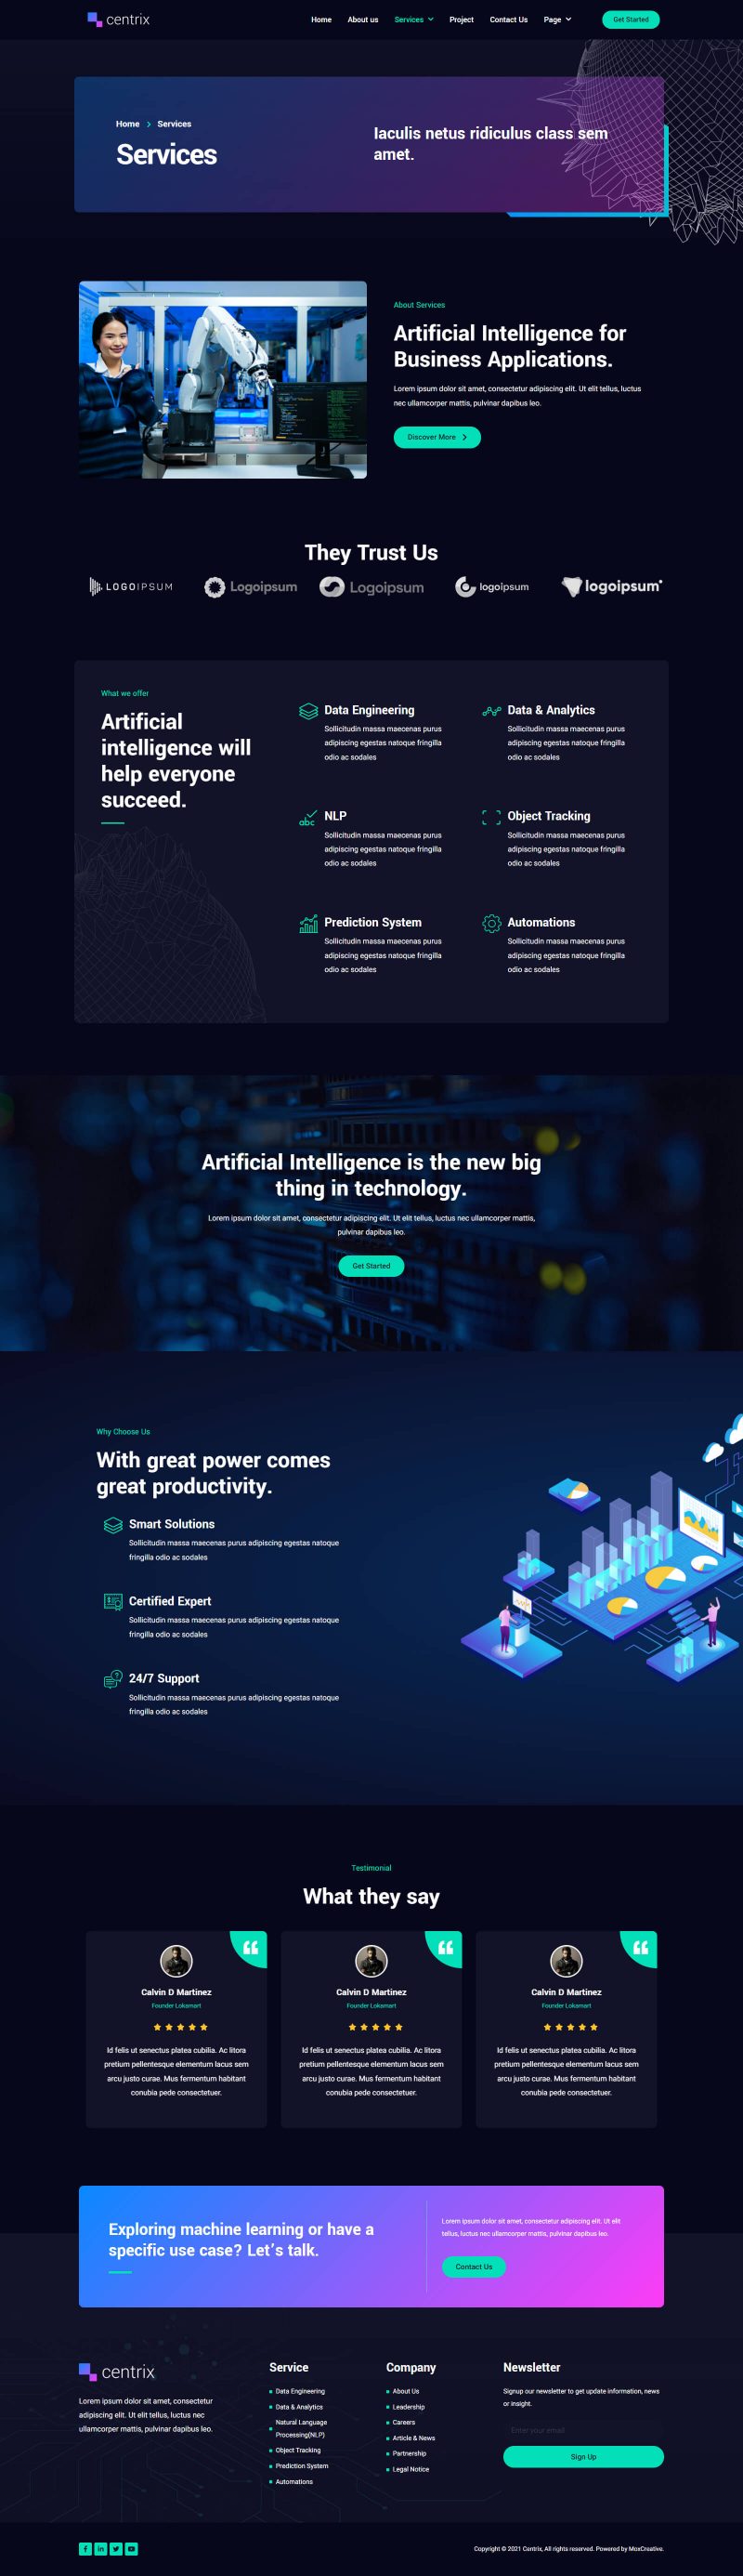 centrix
Home About us Services Project Contact Us Page Get Started
Home > Services
Services
Iaculis netus ridiculus class sem
amet.
About Services
Artificial Intelligence for
Business Applications.
Lorem ipsum dolor sit amet, consectetur adipiscing elit. Ut elit tellus, luctus
nec ullamcorper mattis, pulvinar dapibus leo.
Discover More
They Trust Us
LOGOIPSUM Logoipsum Logoipsum logoipsum logoipsum
What we offer
Artificial
intelligence will
help everyone
succeed.
Data Engineering
Sollicitudin massa maecenas purus
adipiscing egestas natoque fringilla
odio ac sodales
Data & Analytics
Sollicitudin massa maecenas purus
adipiscing egestas natoque fringilla
odio ac sodales
abc
NLP
Sollicitudin massa maecenas purus
adipiscing egestas natoque fringilla
odio ac sodales
Object Tracking
Sollicitudin massa maecenas purus
adipiscing egestas natoque fringilla
odio ac sodales
Prediction System
Sollicitudin massa maecenas purus
adipiscing egestas natoque fringilla
odio ac sodales
Automations
Sollicitudin massa maecenas purus
adipiscing egestas natoque fringilla
odio ac sodales
Artificial Intelligence is the new big
thing in technology.
Lorem ipsum dolor sit amet, consectetur adipiscing elit. Ut elit tellus, luctus nec ullamcorper mattis,
pulvinar dapibus leo.
Get Started
Why Choose Us
With great power comes
great productivity.
Smart Solutions
Sollicitudin massa maecenas purus adipiscing egestas natoque
fringilla odio ac sodales
Certified Expert
Sollicitudin massa maecenas purus adipiscing egestas natoque
fringilla odio ac sodales
24/7 Support
Sollicitudin massa maecenas purus adipiscing egestas natoque
fringilla odio ac sodales
Testimonial
What they say
Calvin D Martinez
Founder Lokomart
Id felis ut senectus platea cubilia. Ac litora
pretium pellentesque elementum lacus sem
arcu justo curae. Mus fermentum habitant
conubia pede consectetuer.
Calvin D Martinez
Founder Lokomart
Id felis ut senectus platea cubilia. Ac litora
pretium pellentesque elementum lacus sem
arcu justo curae. Mus fermentum habitant
conubia pede consectetuer.
Calvin D Martinez
Founder Lokomart
Id felis ut senectus platea cubilia. Ac litora
pretium pellentesque elementum lacus sem
arcu justo curae. Mus fermentum habitant
conubia pede consectetuer.
Exploring machine learning or have a
specific use case? Let's talk.
Lorem ipsum dolor sit amet, consectetur adipiscing elit. Ut elit
tellus, luctus nec ullamcorper mattis, pulvinar dapibus leo.
Contact Us
centrix
Lorem ipsum dolor sit amet, consectetur
adipiscing elit. Ut elit tellus, luctus nec
ullamcorper mattis, pulvinar dapibus leo.
Service
Data Engineering
Data & Analytics
Natural Language
Processing(NLP)
Object Tracking
Prediction System
Automations
Company
About Us
Leadership
Careers
Article & News
Partnership
Legal Notice
Newsletter
Signup our newsletter to get update information, news
or insight.
Enter your email
Sign Up
Copyright © 2021 Centrix, All rights reserved. Powered by MoxCreative.